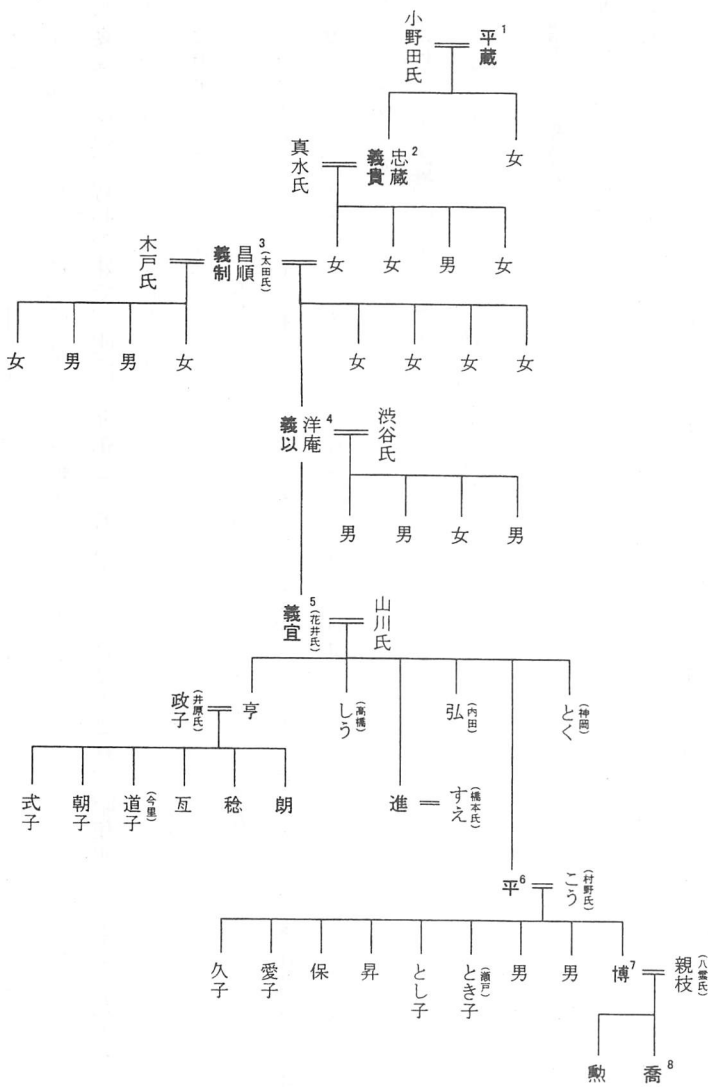 平蔵 1
小野田氏
女
忠蔵 2
義貴
真水氏
女
男
女
女
昌順 3 (太田氏)
義制
木戸氏
女
女
女
女
女
男
男
女
洋庵 4
義以
渋谷氏
男
女
男
男
義宜 5 (花井氏)
山川氏
とく (神岡)
弘 (内田)
しう (高橋)
亨
政子 (井原氏)
朗
稔
亙
道子 (今里)
朝子
式子
進
すえ (橋本氏)
平 6
こう (村野氏)
親枝 (八雲氏)
博 7
男
男
とき子 (瀬戸)
とし子
昇
保
愛子
久子
喬 8
勲